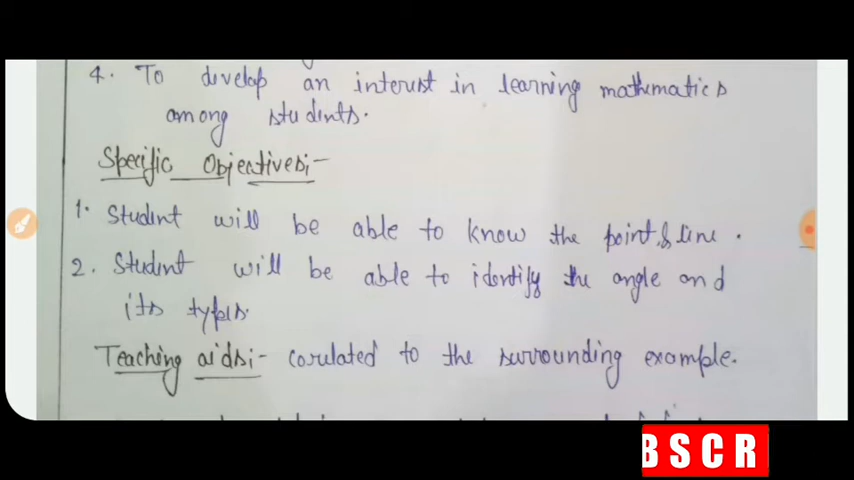 4. To develop an interest in learning mathematics
among students.
Specific Objectives:-
1. Student will be able to know the point & line.
2. Student will be able to identify the angle and
its types.
Teaching aids:- corulated to the surrounding example.
BSCR